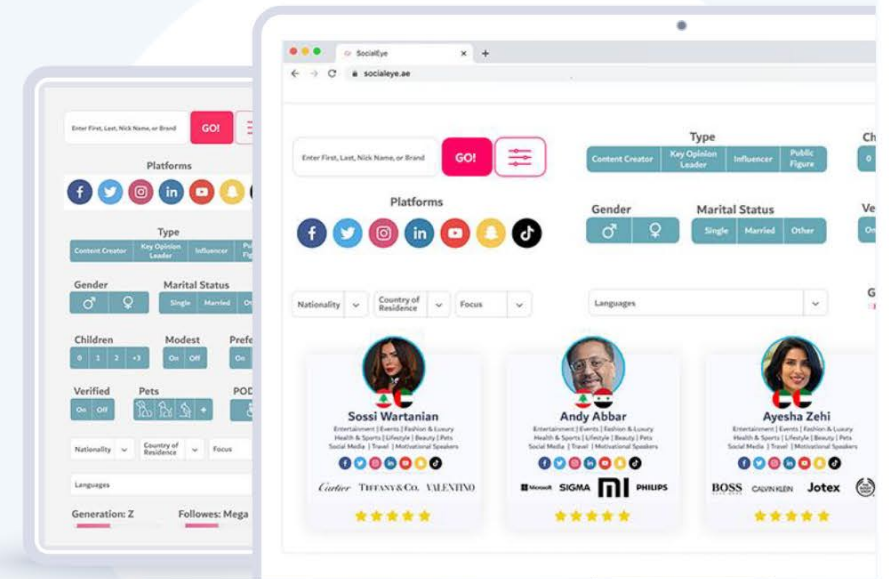 Enter First, Last, Nick Name, or Brand
GO!
Platforms
Type
Content Creator
Key Opinion
Leader
Influencer
Gender
Marital Status
Single Married
Children
Modest
0 1 2 +3
On Off
On
Verified
Pets
On Off
+
Nationality
Country of
Residence
Focus
Languages
Generation: Z
Followes: Mega
SocialEye
socialeye.ae
Enter First, Last, Nick Name, or Brand
GO!
Type
Content Creator
Key Opinion
Leader
Influencer
Public
Figure
0
Platforms
Gender
Marital Status
Single Married Other
On
Nationality
Country of
Residence
Focus
Languages
G
Sossi Wartanian
Entertainment | Events | Fashion & Luxury
Health & Sports | Lifestyle | Beauty | Pets
Social Media | Travel | Motivational Speakers
Cartier TIFFANY & CO. VALENTINO
Andy Abbar
Entertainment | Events | Fashion & Luxury
Health & Sports | Lifestyle | Beauty | Pets
Social Media | Travel | Motivational Speakers
Microsoft SIGMA PHILIPS
Ayesha Zehi
Entertainment | Events | Fashion & Luxury
Health & Sports | Lifestyle | Beauty | Pets
Social Media | Travel | Motivational Speakers
BOSS CALVIN KLEIN Jotex